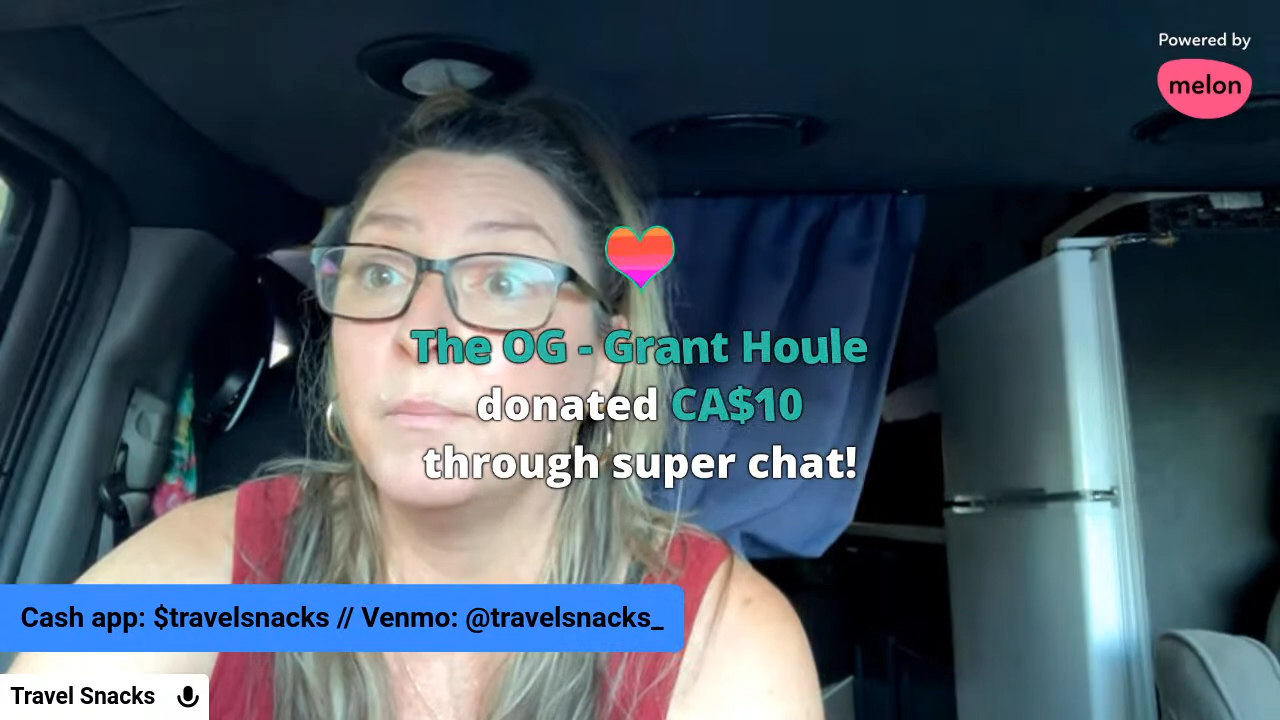 Powered by
melon
The OG - Grant Houle
donated CA$10
through super chat!
Cash app: $travelsnacks // Venmo: @travelsnacks_
Travel Snacks